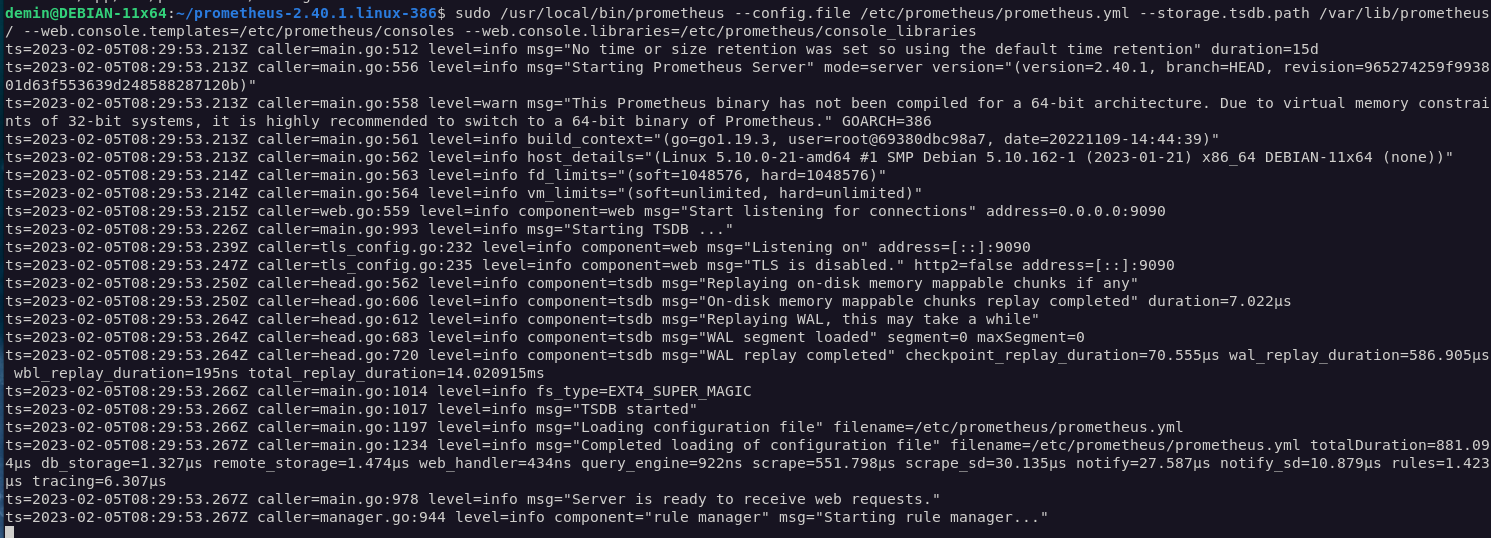 demin@DEBIAN-11x64:~/prometheus-2.40.1.linux-386$ sudo /usr/local/bin/prometheus --config.file /etc/prometheus/prometheus.yml --storage.tsdb.path /var/lib/prometheus
/ --web.console.templates=/etc/prometheus/consoles --web.console.libraries=/etc/prometheus/console_libraries
ts=2023-02-05T08:29:53.213Z caller=main.go:512 level=info msg="No time or size retention was set so using the default time retention" duration=15d
ts=2023-02-05T08:29:53.213Z caller=main.go:556 level=info msg="Starting Prometheus Server" mode=server version="(version=2.40.1, branch=HEAD, revision=965274259f9938
01d63f553639d248588287120b)"
ts=2023-02-05T08:29:53.213Z caller=main.go:558 level=warn msg="This Prometheus binary has not been compiled for a 64-bit architecture. Due to virtual memory constrai
nts of 32-bit systems, it is highly recommended to switch to a 64-bit binary of Prometheus." GOARCH=386
ts=2023-02-05T08:29:53.213Z caller=main.go:561 level=info build_context="(go=go1.19.3, user=root@69380dbc98a7, date=20221109-14:44:39)"
ts=2023-02-05T08:29:53.213Z caller=main.go:562 level=info host_details="(Linux 5.10.0-21-amd64 #1 SMP Debian 5.10.162-1 (2023-01-21) x86_64 DEBIAN-11x64 (none))"
ts=2023-02-05T08:29:53.214Z caller=main.go:563 level=info fd_limits="(soft=1048576, hard=1048576)"
ts=2023-02-05T08:29:53.214Z caller=main.go:564 level=info vm_limits="(soft=unlimited, hard=unlimited)"
ts=2023-02-05T08:29:53.215Z caller=web.go:559 level=info component=web msg="Start listening for connections" address=0.0.0.0:9090
ts=2023-02-05T08:29:53.226Z caller=main.go:993 level=info msg="Starting TSDB ..."
ts=2023-02-05T08:29:53.239Z caller=tls_config.go:232 level=info component=web msg="Listening on" address=[::]:9090
ts=2023-02-05T08:29:53.247Z caller=tls_config.go:235 level=info component=web msg="TLS is disabled." http2=false address=[::]:9090
ts=2023-02-05T08:29:53.250Z caller=head.go:562 level=info component=tsdb msg="Replaying on-disk memory mappable chunks if any"
ts=2023-02-05T08:29:53.250Z caller=head.go:606 level=info component=tsdb msg="On-disk memory mappable chunks replay completed" duration=7.022µs
ts=2023-02-05T08:29:53.264Z caller=head.go:612 level=info component=tsdb msg="Replaying WAL, this may take a while"
ts=2023-02-05T08:29:53.264Z caller=head.go:683 level=info component=tsdb msg="WAL segment loaded" segment=0 maxSegment=0
ts=2023-02-05T08:29:53.264Z caller=head.go:720 level=info component=tsdb msg="WAL replay completed" checkpoint_replay_duration=70.555µs wal_replay_duration=586.905µs
wbl_replay_duration=195ns total_replay_duration=14.020915ms
ts=2023-02-05T08:29:53.266Z caller=main.go:1014 level=info fs_type=EXT4_SUPER_MAGIC
ts=2023-02-05T08:29:53.266Z caller=main.go:1017 level=info msg="TSDB started"
ts=2023-02-05T08:29:53.266Z caller=main.go:1197 level=info msg="Loading configuration file" filename=/etc/prometheus/prometheus.yml
ts=2023-02-05T08:29:53.267Z caller=main.go:1234 level=info msg="Completed loading of configuration file" filename=/etc/prometheus/prometheus.yml totalDuration=881.09
4µs db_storage=1.327µs remote_storage=1.474µs web_handler=434ns query_engine=922ns scrape=551.798µs scrape_sd=30.135µs notify=27.587µs notify_sd=10.879µs rules=1.423
µs tracing=6.307µs
ts=2023-02-05T08:29:53.267Z caller=main.go:978 level=info msg="Server is ready to receive web requests."
ts=2023-02-05T08:29:53.267Z caller=manager.go:944 level=info component="rule manager" msg="Starting rule manager..."